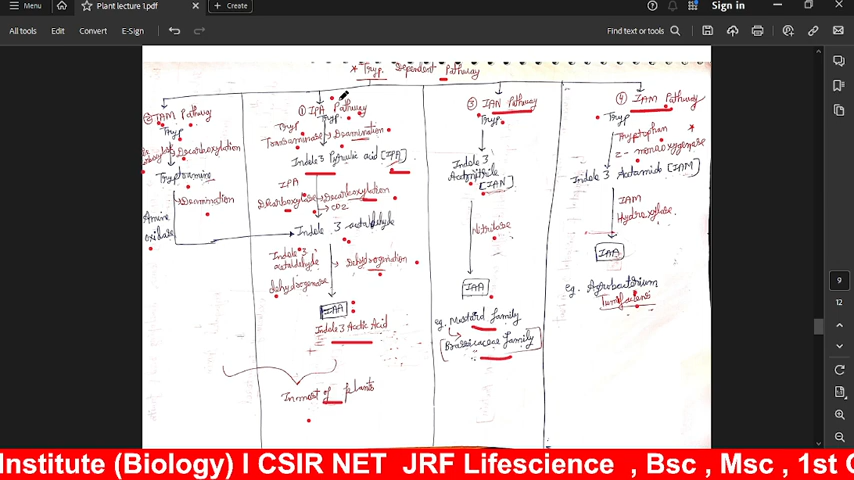 Menu
Plant lecture 1.pdf
Create
Sign in
All tools
Edit
Convert
E-Sign
Find text or tools
* Tryp. Dependent Pathway
② TAM Pathway
Tryp
Decarboxylation
Tryptamine
Deamination
Amine
oxidase
① IPA Pathway
Tryp.
Tryp
Transaminase
Deamination
Indole 3 Pyruvic acid [IPA]
IPA
Decarboxylase
Decarboxylation
CO2
Indole 3-acetaldehyde
Indole 3
acetaldehyde
dehydrogenase
Dehydrogenation
IAA
Indole 3 Acetic Acid
In most of plants
③ IAN Pathway
Tryp
Indole 3
Acetonitrile
[IAN]
Nitrilase
IAA
eg. Mustard family
Brassicaceae family
④ IAM Pathway
Tryp
Tryptophan *
2- monooxygenase
Indole 3 Acetamide [IAM]
IAM
Hydroxylase
IAA
eg. Agrobacterium
Tumifaciens
9
12
Institute (Biology) I CSIR NET JRF Lifescience , Bsc , Msc , 1st